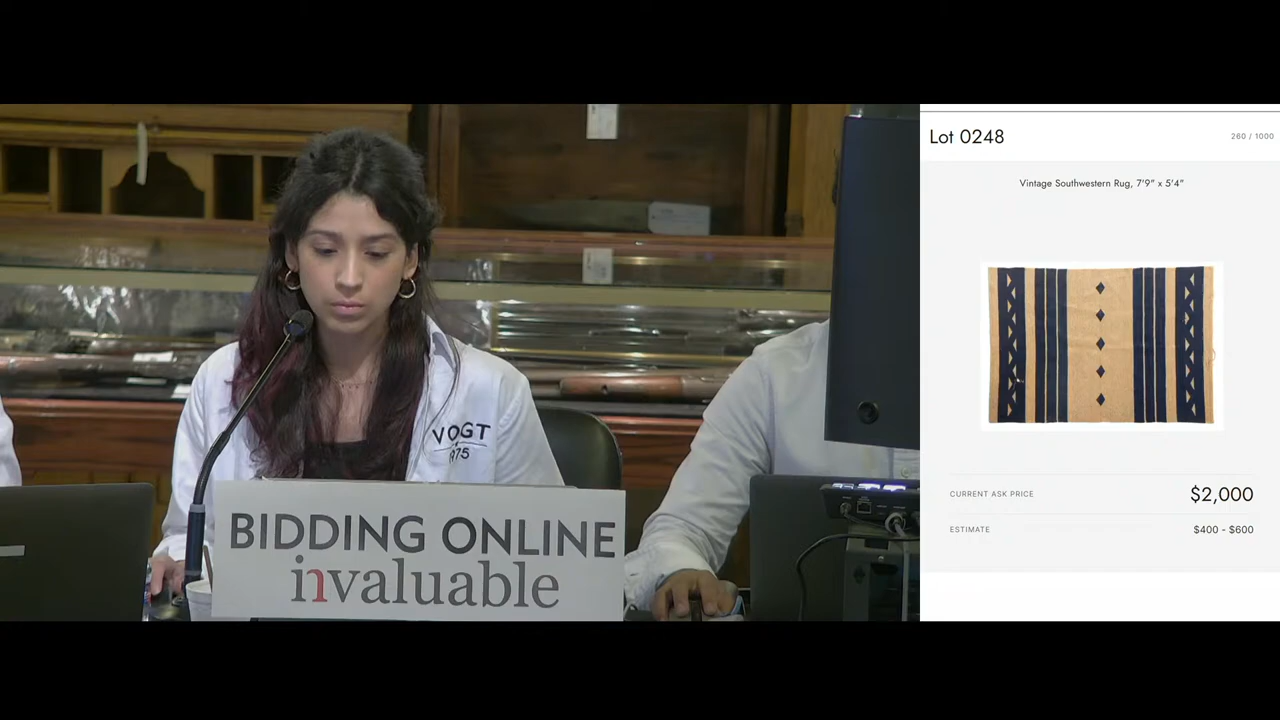 VOGT
1975
BIDDING ONLINE
invaluable
Lot 0248
260 / 1000
Vintage Southwestern Rug, 7'9" x 5'4"
CURRENT ASK PRICE
$2,000
ESTIMATE
$400 - $600